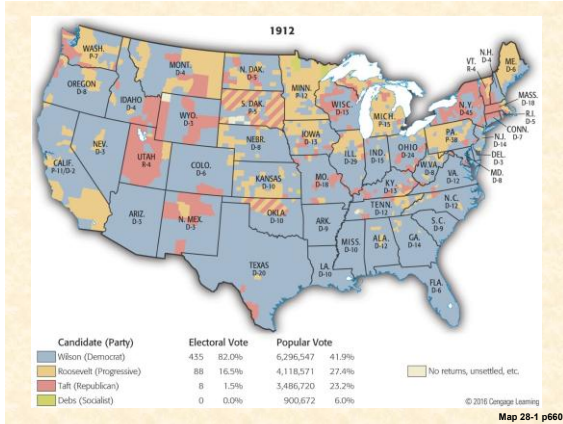 1912
WASH.
P-7
OREGON
D-8
CALIF.
P-11/D-2
NEV.
D-3
IDAHO
D-4
MONT.
D-4
WYO.
D-3
UTAH
R-4
COLO.
D-6
ARIZ.
D-3
N. MEX.
D-3
N. DAK.
D-5
S. DAK.
P-5
NEBR.
D-8
KANSAS
D-10
OKLA.
D-10
TEXAS
D-20
MINN.
P-12
IOWA
D-13
MO.
D-18
ARK.
D-9
LA.
D-10
WISC.
D-13
ILL.
D-29
MICH.
P-15
IND.
D-15
OHIO
D-24
KY.
D-13
TENN.
D-12
MISS.
D-10
ALA.
D-12
GA.
D-14
FLA.
D-6
S.C.
D-9
N.C.
D-12
VA.
D-12
W.VA.
D-8
PA.
P-38
N.Y.
D-45
VT.
R-4
N.H.
D-4
ME.
D-6
MASS.
D-18
R.I.
D-5
CONN.
D-7
N.J.
D-14
DEL.
D-3
MD.
D-8
Candidate (Party) Electoral Vote Popular Vote
Wilson (Democrat) 435 82.0% 6,296,547 41.9%
Roosevelt (Progressive) 88 16.5% 4,118,571 27.4%
Taft (Republican) 8 1.5% 3,486,720 23.2%
Debs (Socialist) 0 0.0% 900,672 6.0%
No returns, unsettled, etc.
© 2016 Cengage Learning
Map 28-1 p660